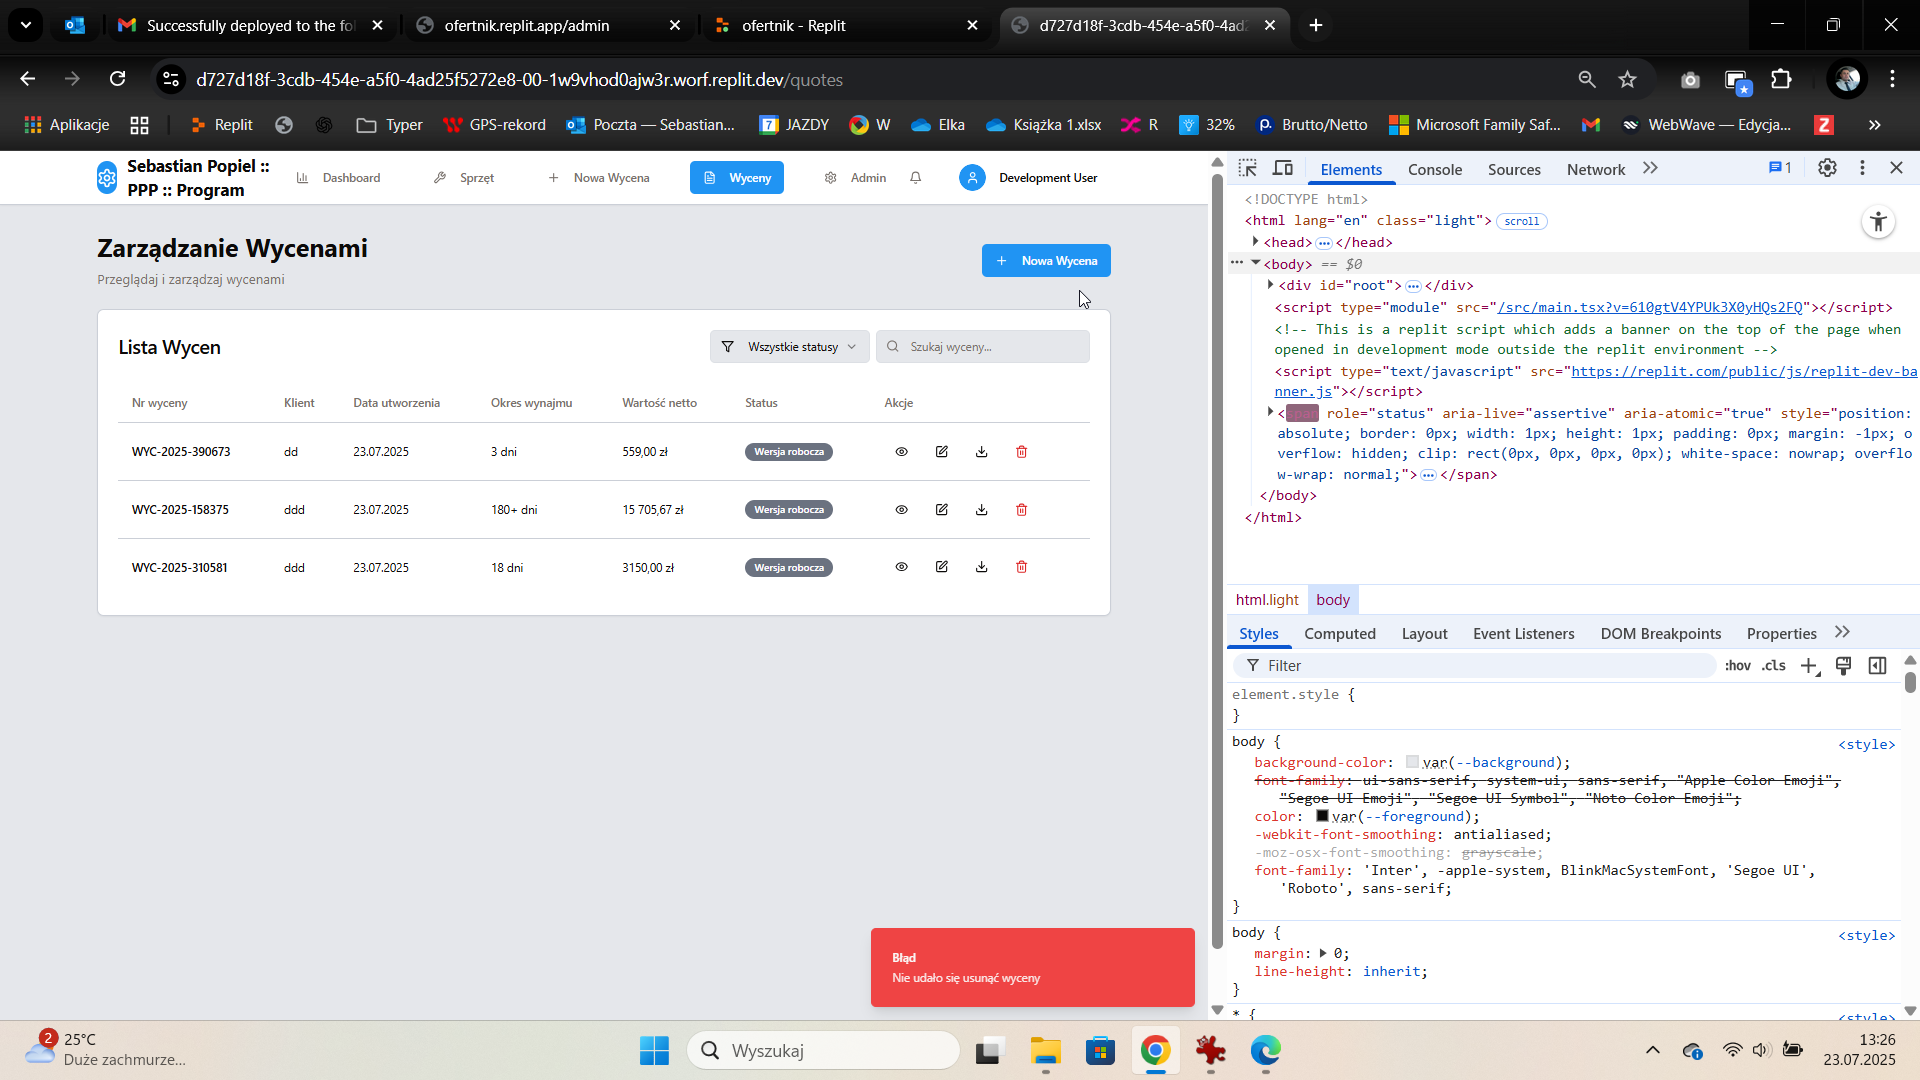 Successfully deployed to the fol
ofertnik.replit.app/admin
ofertnik - Replit
d727d18f-3cdb-454e-a5f0-4ad2
d727d18f-3cdb-454e-a5f0-4ad25f5272e8-00-1w9vhod0ajw3r.worf.replit.dev/quotes
Aplikacje
Replit
Typer
GPS-rekord
Poczta — Sebastian...
7 JAZDY
W
Elka
Książka 1.xlsx
R
32%
Brutto/Netto
Microsoft Family Saf...
WebWave — Edycja...
Z
Sebastian Popiel ::
PPP :: Program
Dashboard
Sprzęt
Nowa Wycena
Wyceny
Admin
Development User
Zarządzanie Wycenami
Przeglądaj i zarządzaj wycenami
Nowa Wycena
Lista Wycen
Wszystkie statusy
Szukaj wyceny...
Nr wyceny Klient Data utworzenia Okres wynajmu Wartość netto Status Akcje
WYC-2025-390673 dd 23.07.2025 3 dni 559,00 zł Wersja robocza
WYC-2025-158375 ddd 23.07.2025 180+ dni 15 705,67 zł Wersja robocza
WYC-2025-310581 ddd 23.07.2025 18 dni 3150,00 zł Wersja robocza
Błąd
Nie udało się usunąć wyceny
Elements Console Sources Network 1
<!DOCTYPE html>
<html lang="en" class="light"> scroll
<head> ••• </head>
••• <body> == $0
<div id="root"> ••• </div>
<script type="module" src="/src/main.tsx?v=610gtV4YPUk3X0yHQs2FQ"></script>
<!-- This is a replit script which adds a banner on the top of the page when
opened in development mode outside the replit environment -->
<script type="text/javascript" src="https://replit.com/public/js/replit-dev-ba
nner.js"></script>
<span role="status" aria-live="assertive" aria-atomic="true" style="position:
absolute; border: 0px; width: 1px; height: 1px; padding: 0px; margin: -1px; o
verflow: hidden; clip: rect(0px, 0px, 0px, 0px); white-space: nowrap; overflo
w-wrap: normal;"> ••• </span>
</body>
</html>
html.light body
Styles Computed Layout Event Listeners DOM Breakpoints Properties
Filter :hov .cls
element.style {
}
body { <style>
background-color: var(--background);
font-family: ui-sans-serif, system-ui, sans-serif, "Apple Color Emoji",
"Segoe UI Emoji", "Segoe UI Symbol", "Noto Color Emoji";
color: var(--foreground);
-webkit-font-smoothing: antialiased;
-moz-osx-font-smoothing: grayscale;
font-family: 'Inter', -apple-system, BlinkMacSystemFont, 'Segoe UI',
'Roboto', sans-serif;
}
body { <style>
margin: 0;
line-height: inherit;
}
* { <style>
2
25°C
Duże zachmurze...
Wyszukaj
13:26
23.07.2025